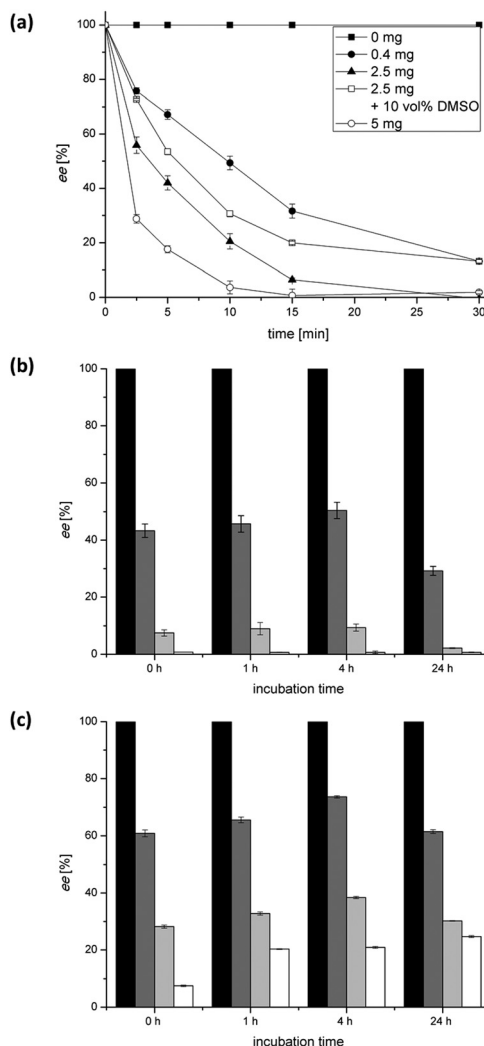 (a)
100
80
60
40
20
0
ee [%]
0 mg
0.4 mg
2.5 mg
2.5 mg
+ 10 vol% DMSO
5 mg
0 5 10 15 20 25 30
time [min]
(b)
100
80
60
40
20
0
ee [%]
0 h 1 h 4 h 24 h
incubation time
(c)
100
80
60
40
20
0
ee [%]
0 h 1 h 4 h 24 h
incubation time